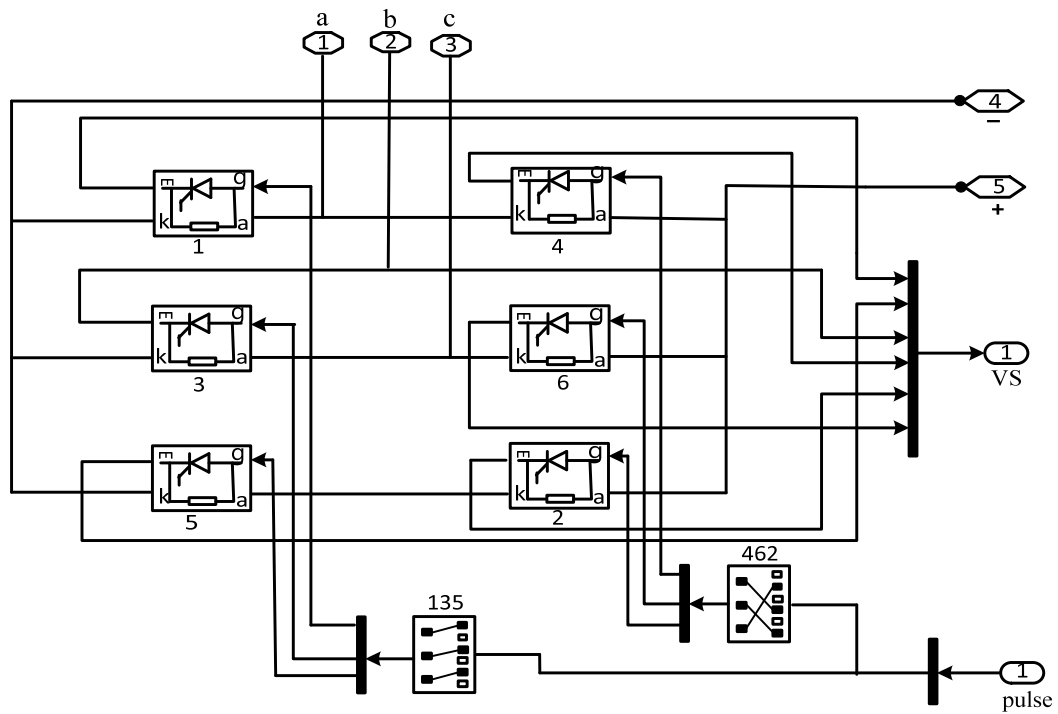 a b c
1 2 3
4
−
E g E g
5
+
k a k a
1 4
E g E g
1
k a k a
VS
3 6
E g E g
k a k a
5 2
462
135
1
pulse